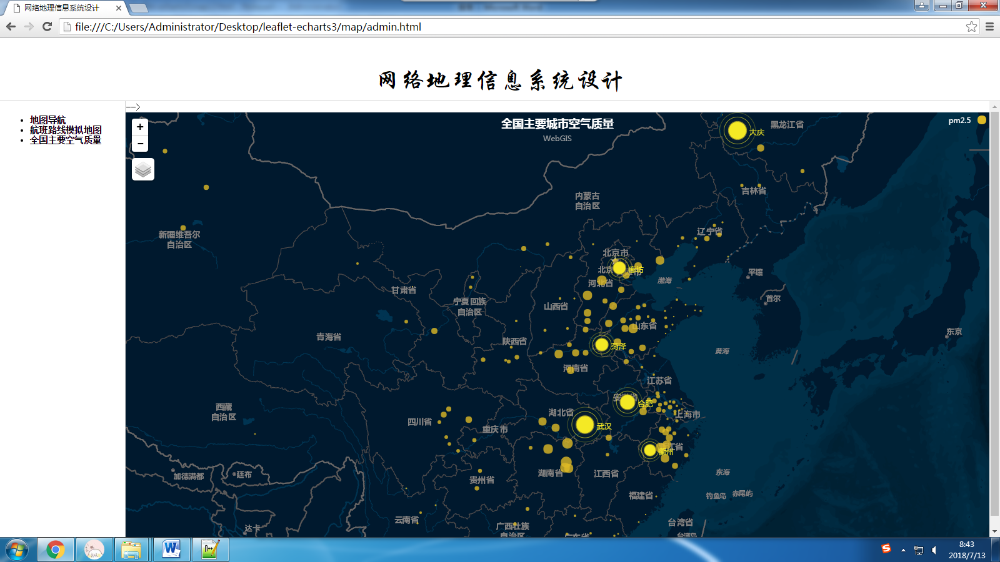 网络地理信息系统设计
file:///C:/Users/Administrator/Desktop/leaflet-echarts3/map/admin.html
网络地理信息系统设计
-->
地图导航
航班路线模拟地图
全国主要空气质量
+
−
全国主要城市空气质量
WebGIS
pm2.5
大庆
黑龙江省
吉林省
内蒙古
自治区
辽宁省
新疆维吾尔
自治区
北京市
廊坊
渤海
平壤
河北省
甘肃省
宁夏回族
自治区
山西省
首尔
山东省
东京
青海省
陕西省
菏泽
黄海
河南省
江苏省
西藏
自治区
合肥
湖北省
上海市
四川省
重庆市
武汉
衢州
加德满都
廷布
贵州省
湖南省
江西省
东海
福建省
钓鱼岛
赤尾屿
云南省
广西壮族
自治区
台湾省
达卡
台湾岛
8:43
2018/7/13